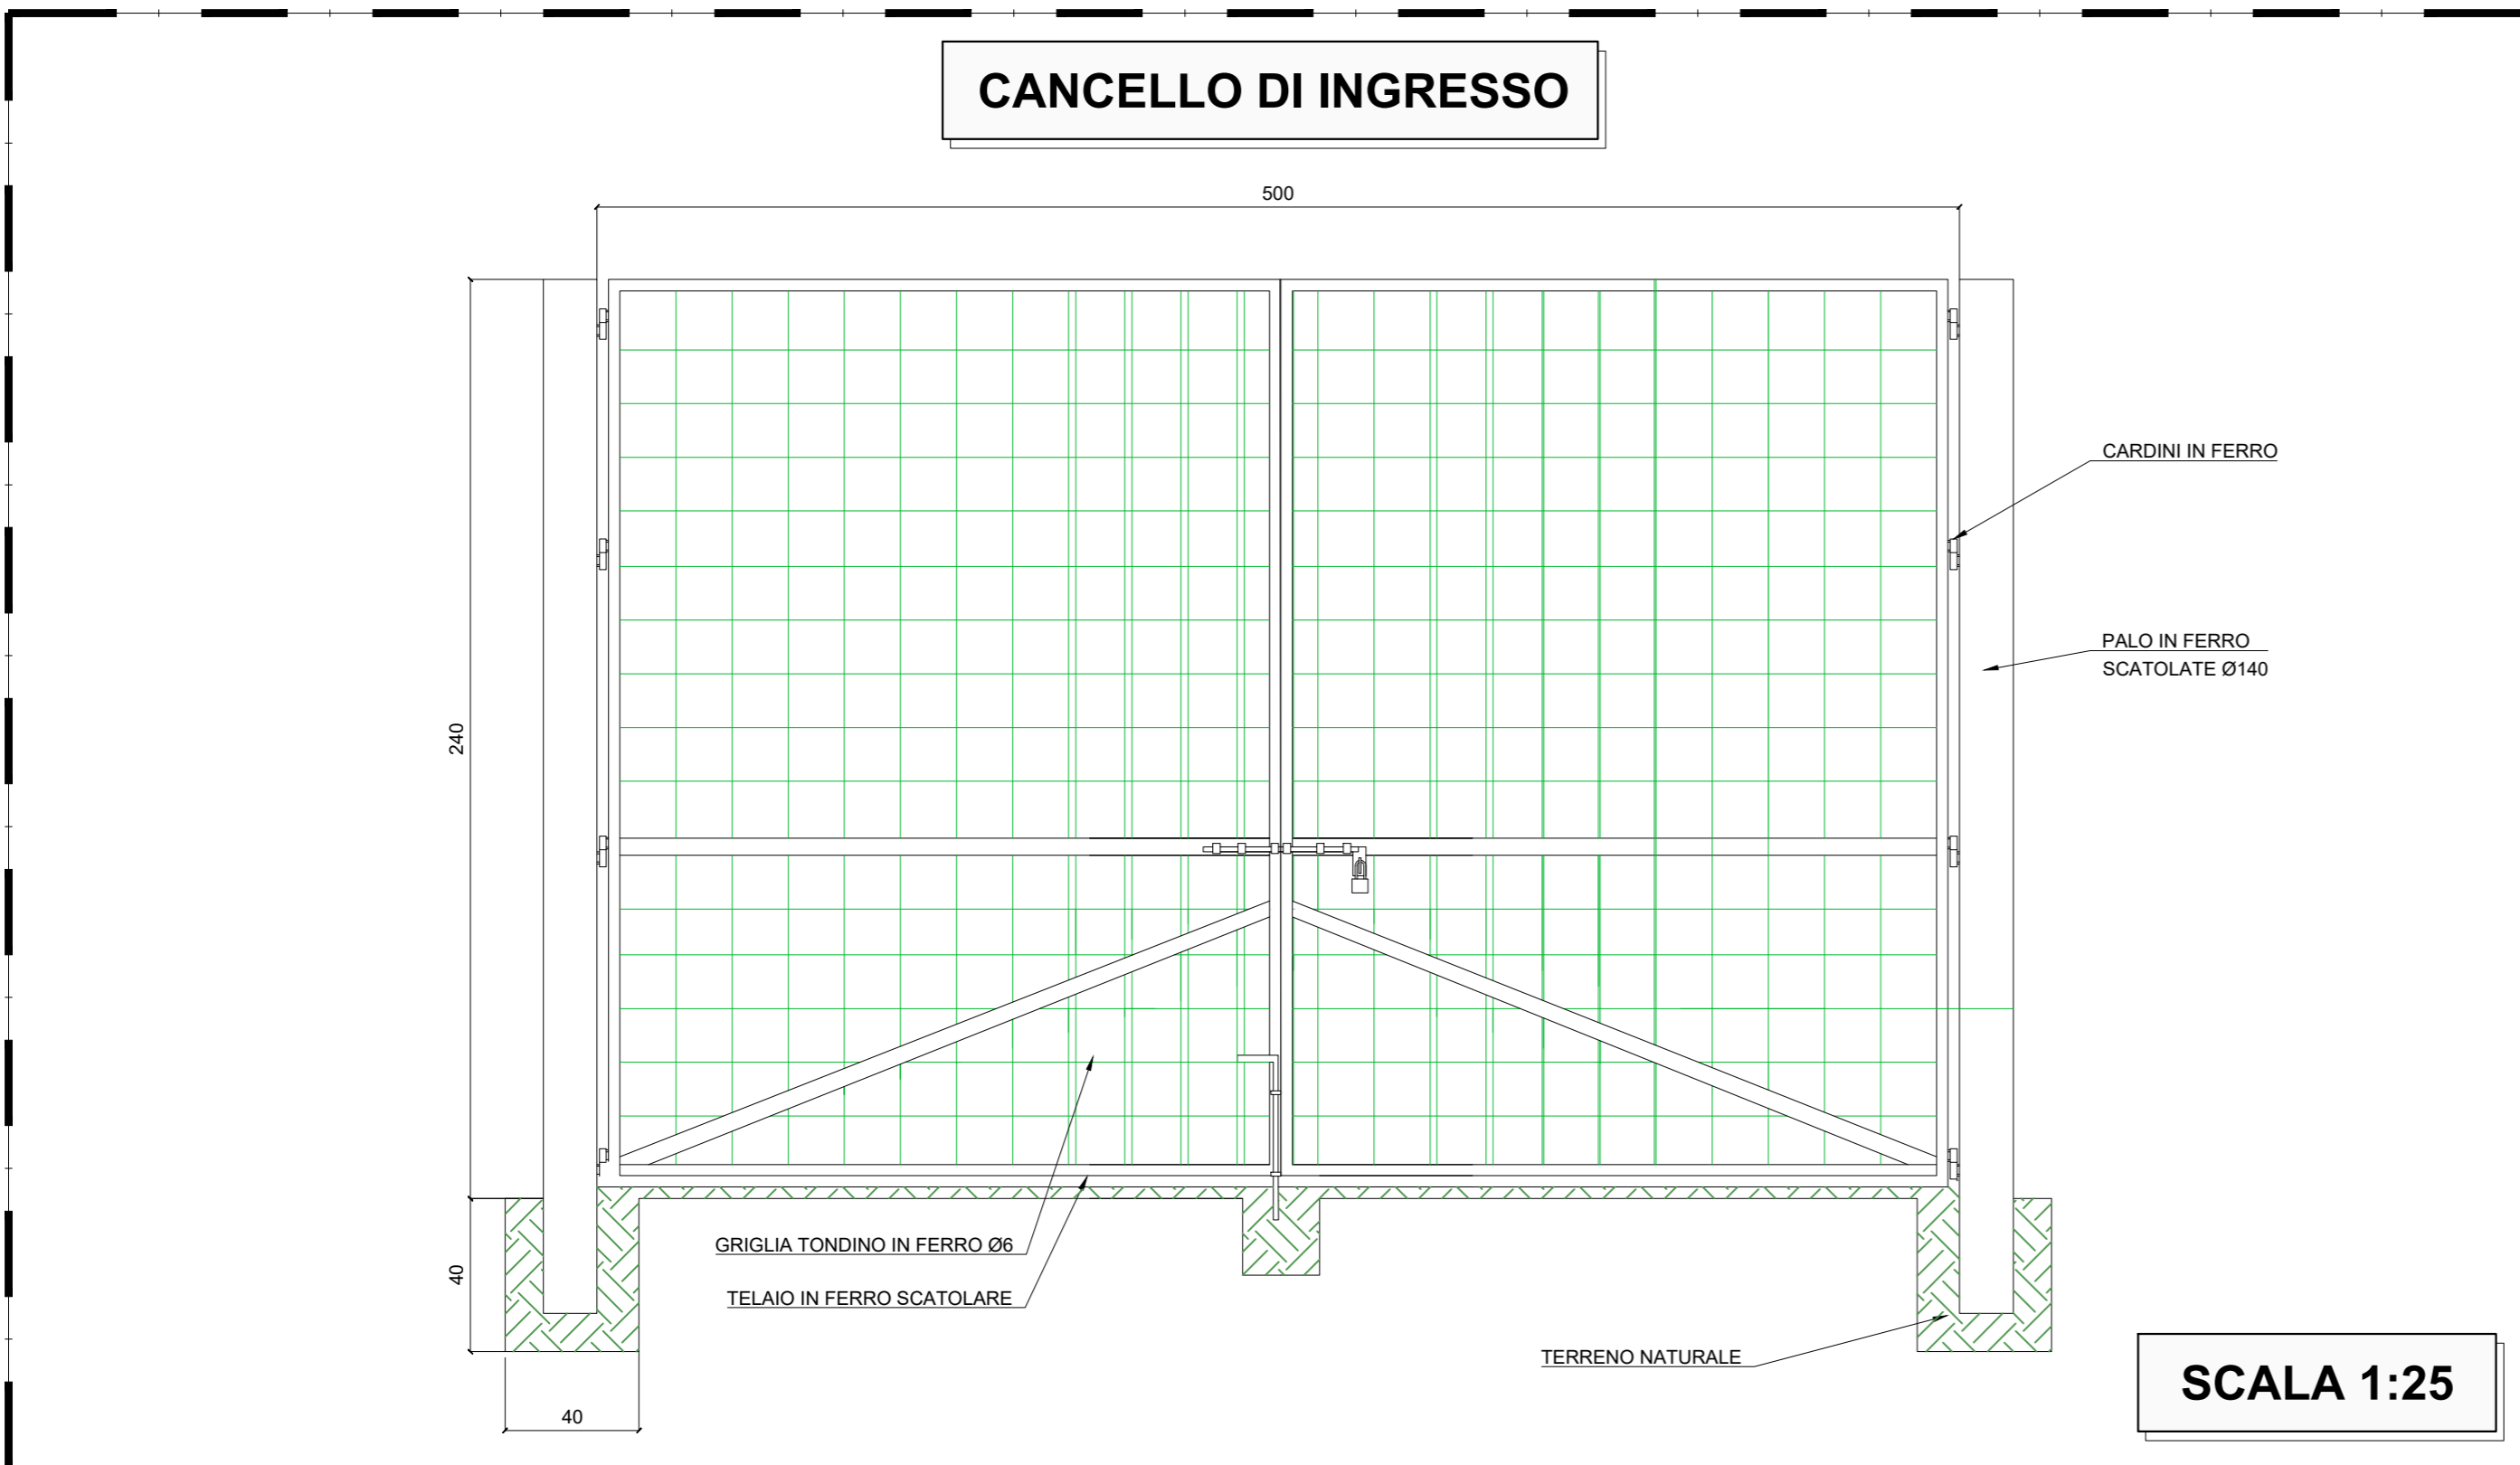 CANCELLO DI INGRESSO
500
CARDINI IN FERRO
PALO IN FERRO
SCATOLATE Ø140
240
GRIGLIA TONDINO IN FERRO Ø6
40
TELAIO IN FERRO SCATOLARE
TERRENO NATURALE
SCALA 1:25
40